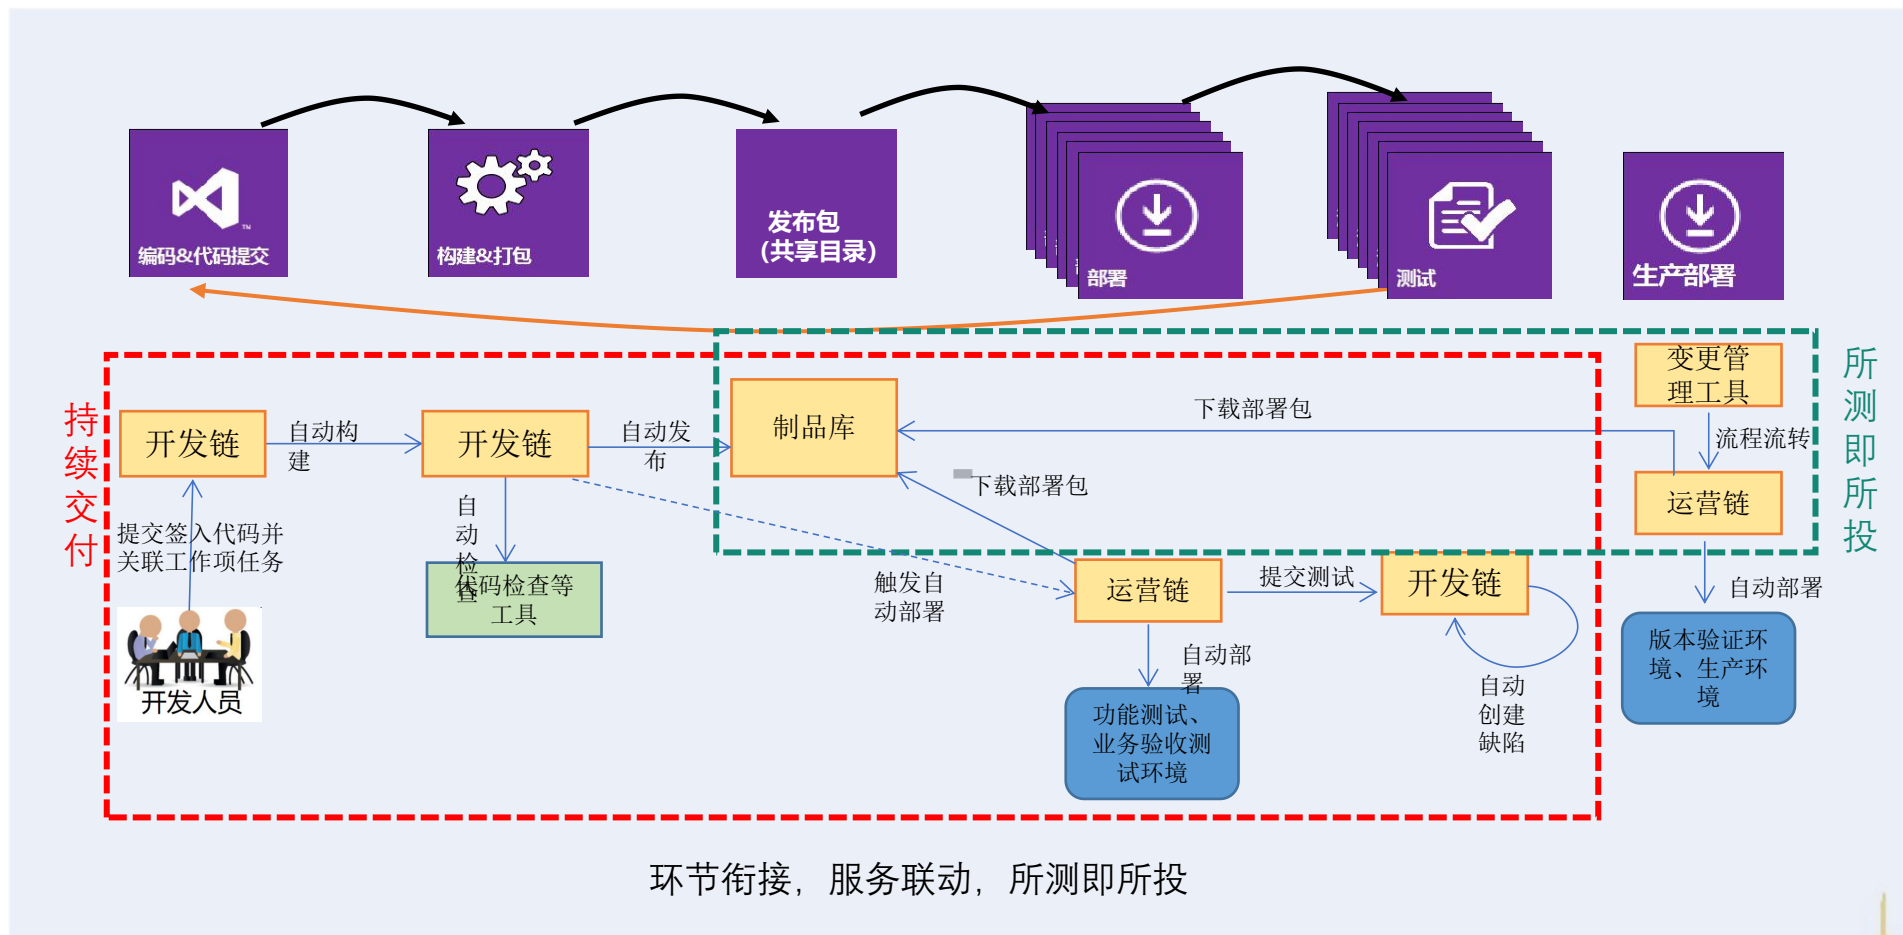 编码&代码提交
构建&打包
发布包
(共享目录)
部署
测试
生产部署
持
续
交
付
所
测
即
所
投
开发链
自动构
建
开发链
自动发
布
制品库
下载部署包
变更管
理工具
流程流转
运营链
下载部署包
提交签入代码并
关联工作项任务
自
动
检
查
代码检查等
工具
触发自
动部署
运营链
提交测试
开发链
自动部署
版本验证环
境、生产环
境
自动部
署
功能测试、
业务验收测
试环境
自动
创建
缺陷
开发人员
环节衔接，服务联动，所测即所投